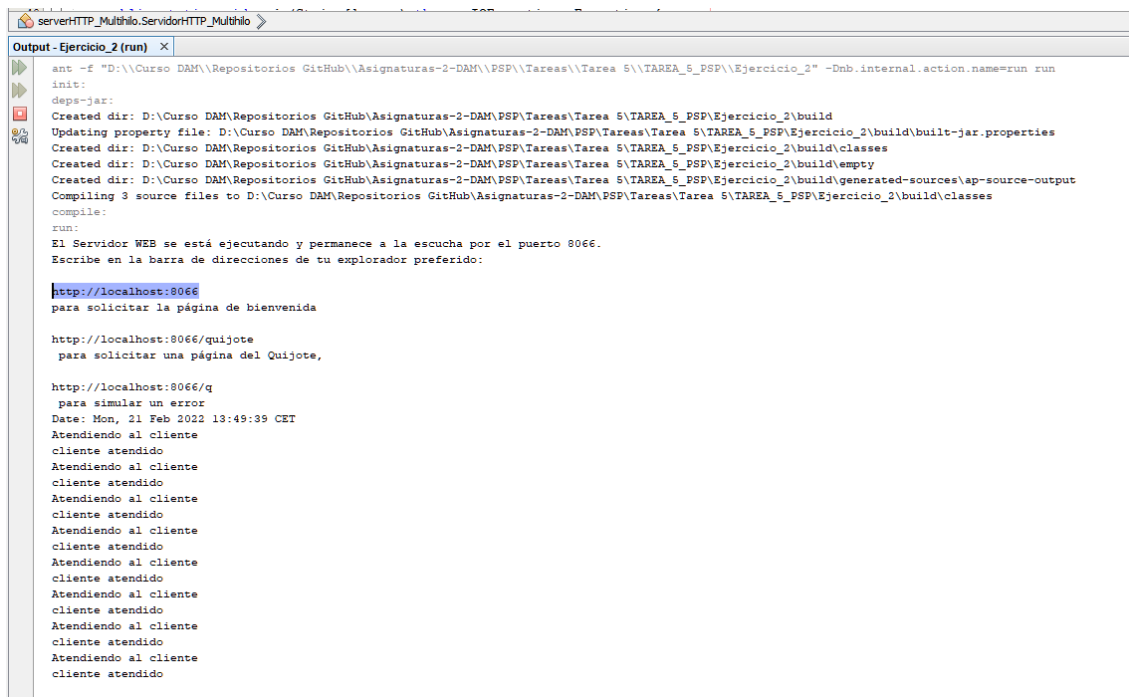 serverHTTP_Multihilo.ServidorHTTP_Multihilo
Output - Ejercicio_2 (run) ×
ant -f "D:\\Curso DAM\\Repositorios GitHub\\Asignaturas-2-DAM\\PSP\\Tareas\\Tarea 5\\TAREA_5_PSP\\Ejercicio_2" -Dnb.internal.action.name=run run
init:
deps-jar:
Created dir: D:\Curso DAM\Repositorios GitHub\Asignaturas-2-DAM\PSP\Tareas\Tarea 5\TAREA_5_PSP\Ejercicio_2\build
Updating property file: D:\Curso DAM\Repositorios GitHub\Asignaturas-2-DAM\PSP\Tareas\Tarea 5\TAREA_5_PSP\Ejercicio_2\build\built-jar.properties
Created dir: D:\Curso DAM\Repositorios GitHub\Asignaturas-2-DAM\PSP\Tareas\Tarea 5\TAREA_5_PSP\Ejercicio_2\build\classes
Created dir: D:\Curso DAM\Repositorios GitHub\Asignaturas-2-DAM\PSP\Tareas\Tarea 5\TAREA_5_PSP\Ejercicio_2\build\empty
Created dir: D:\Curso DAM\Repositorios GitHub\Asignaturas-2-DAM\PSP\Tareas\Tarea 5\TAREA_5_PSP\Ejercicio_2\build\generated-sources\ap-source-output
Compiling 3 source files to D:\Curso DAM\Repositorios GitHub\Asignaturas-2-DAM\PSP\Tareas\Tarea 5\TAREA_5_PSP\Ejercicio_2\build\classes
compile:
run:
El Servidor WEB se está ejecutando y permanece a la escucha por el puerto 8066.
Escribe en la barra de direcciones de tu explorador preferido:
http://localhost:8066
para solicitar la página de bienvenida
http://localhost:8066/quijote
para solicitar una página del Quijote,
http://localhost:8066/q
para simular un error
Date: Mon, 21 Feb 2022 13:49:39 CET
Atendiendo al cliente
cliente atendido
Atendiendo al cliente
cliente atendido
Atendiendo al cliente
cliente atendido
Atendiendo al cliente
cliente atendido
Atendiendo al cliente
cliente atendido
Atendiendo al cliente
cliente atendido
Atendiendo al cliente
cliente atendido
Atendiendo al cliente
cliente atendido